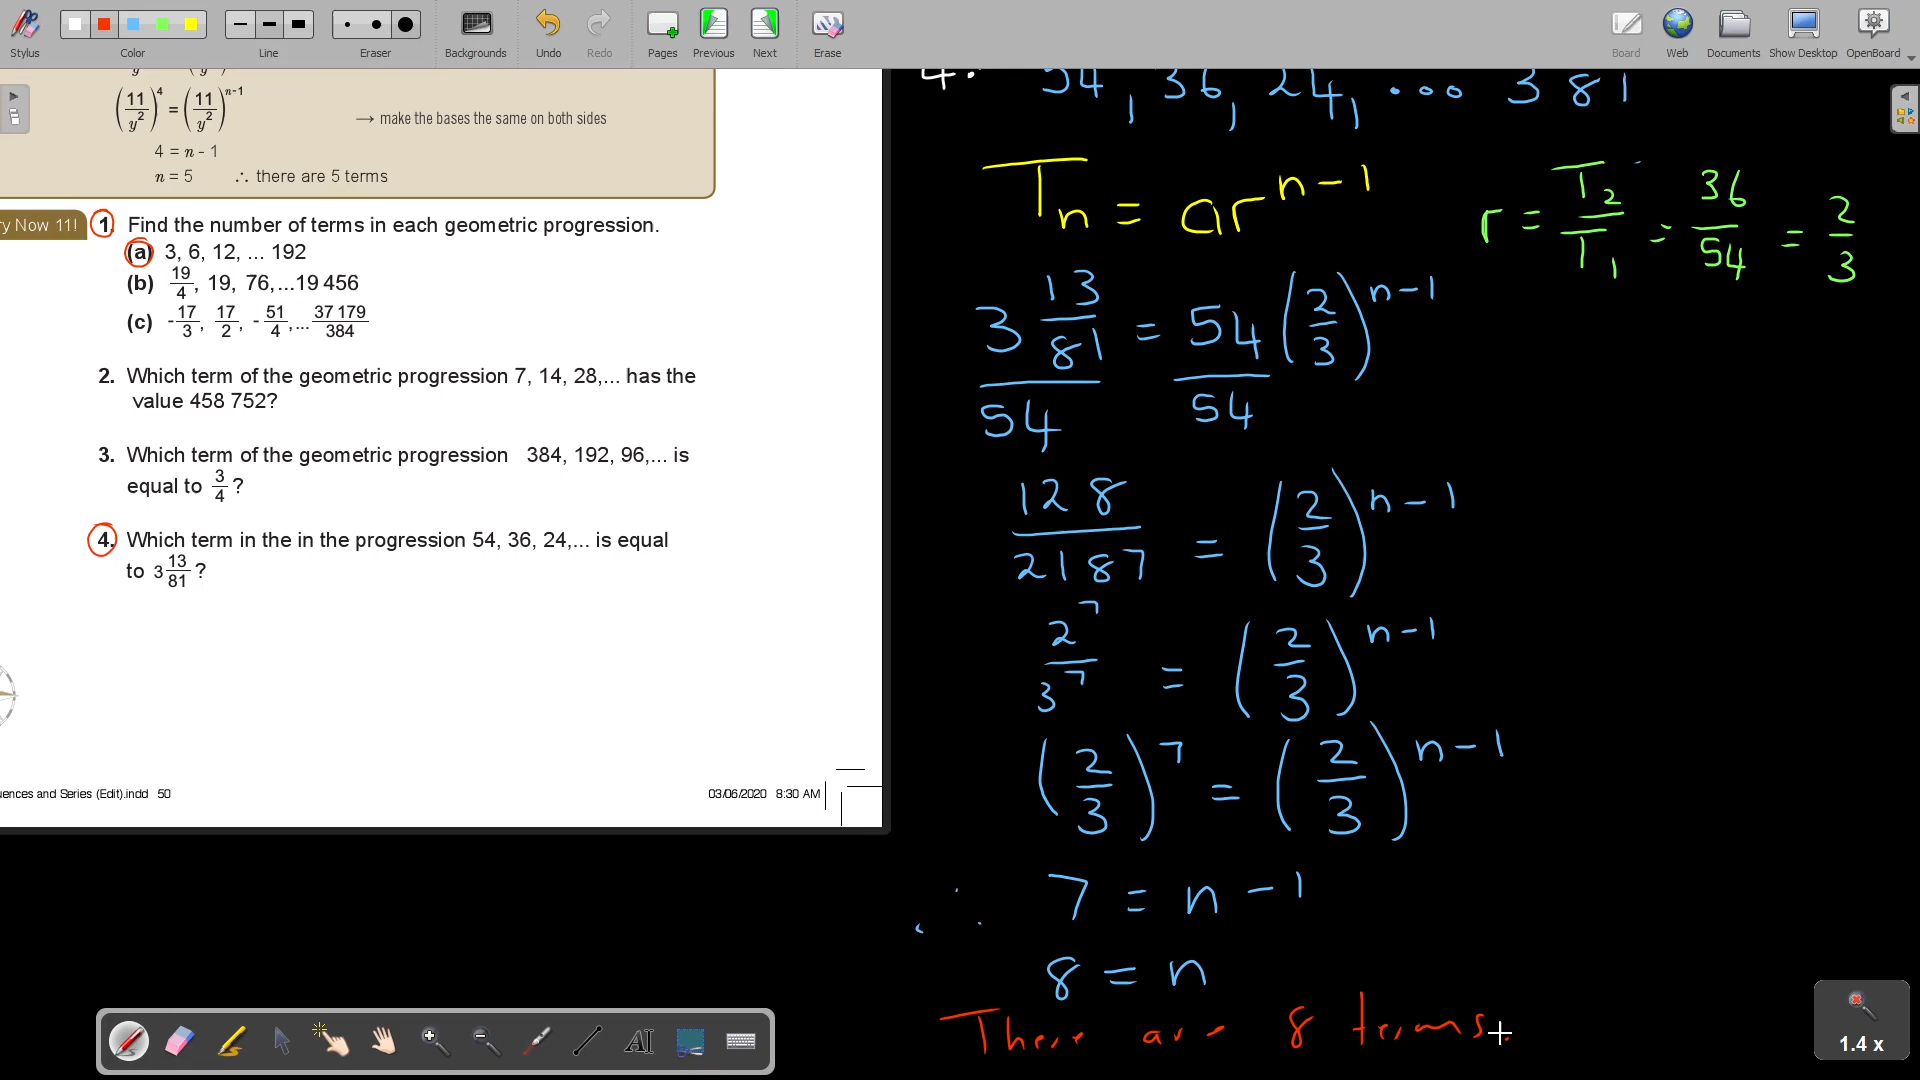 Stylus Color Line Eraser Backgrounds Undo Redo Pages Previous Next Erase Board Web Documents Show Desktop OpenBoard
(11/y²)⁴ = (11/y²)ⁿ⁻¹ → make the bases the same on both sides
4 = n - 1
n = 5 ∴ there are 5 terms
ry Now 11! 1. Find the number of terms in each geometric progression.
(a) 3, 6, 12, ... 192
(b) 19/4, 19, 76,...19 456
(c) -17/3, 17/2, -51/4,...37 179/384
2. Which term of the geometric progression 7, 14, 28,... has the
value 458 752?
3. Which term of the geometric progression 384, 192, 96,... is
equal to 3/4 ?
4. Which term in the in the progression 54, 36, 24,... is equal
to 3 13/81 ?
uences and Series (Edit).indd 50 03/06/2020 8:30 AM
4. 54, 36, 24, ... 3 81
Tn = arⁿ⁻¹
r = T₂/T₁ = 36/54 = 2/3
3 13/81 / 54 = 54/54 (2/3)ⁿ⁻¹
128/2187 = (2/3)ⁿ⁻¹
2⁷/3⁷ = (2/3)ⁿ⁻¹
(2/3)⁷ = (2/3)ⁿ⁻¹
∴ 7 = n - 1
8 = n
There are 8 terms.
1.4 x